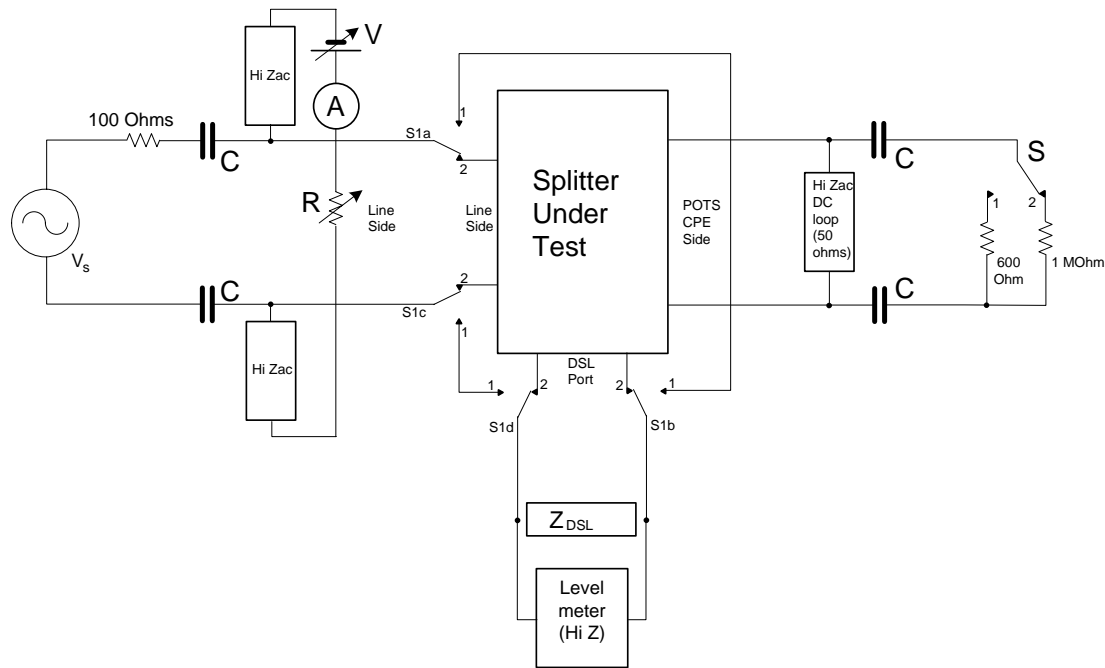 V
Hi Zac
A
100 Ohms
C
S1a
1
2
R
Line
Side
Line
Side
Splitter
Under
Test
POTS
CPE
Side
C
S
Hi Zac
DC
loop
(50
ohms)
1
2
600
Ohm
1 MOhm
Vs
C
S1c
2
1
C
Hi Zac
DSL
Port
1
2
2
1
S1d
S1b
ZDSL
Level
meter
(Hi Z)